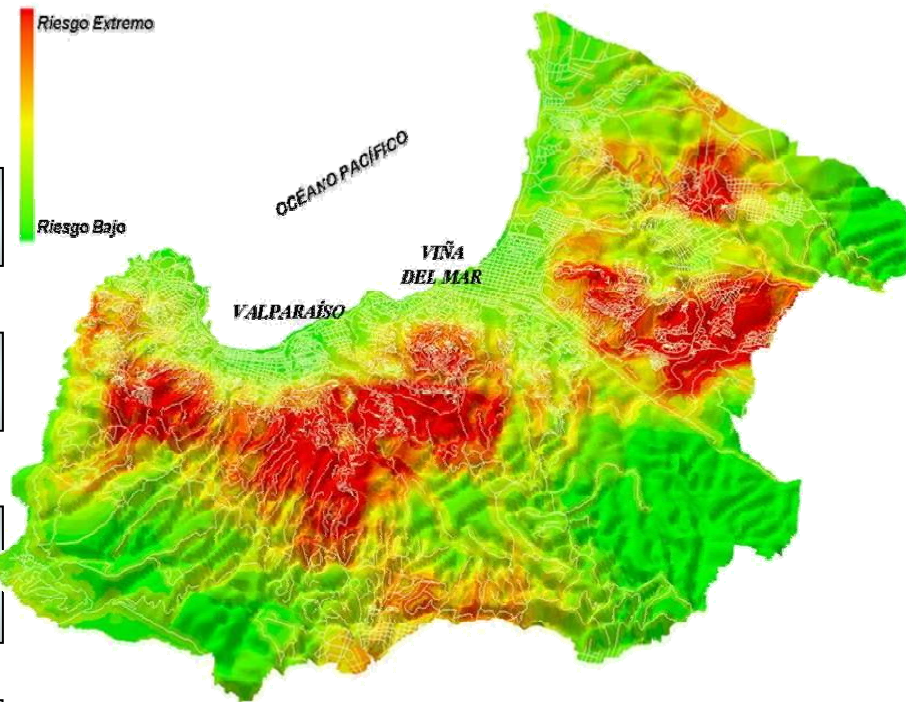 Riesgo Extremo
Riesgo Bajo
OCÉANO PACÍFICO
VIÑA
DEL MAR
VALPARAÍSO